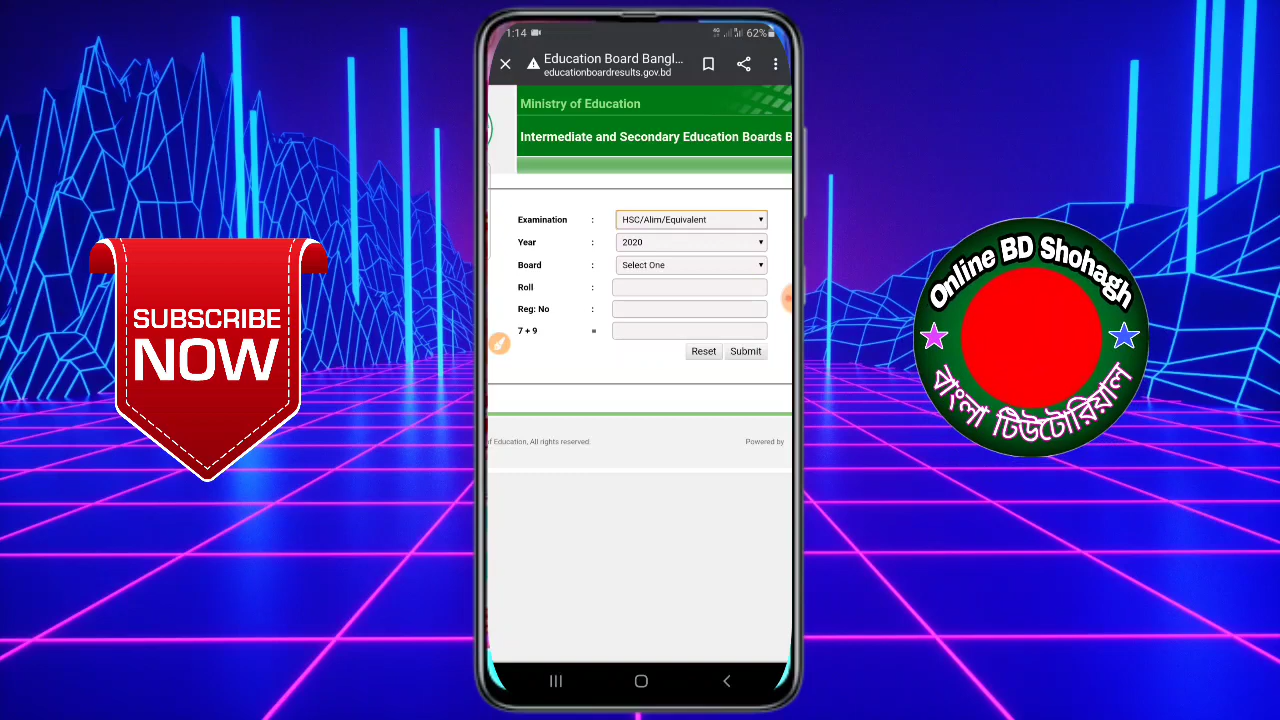 1:14
62%
Education Board Bangl...
educationboardresults.gov.bd
Ministry of Education
Intermediate and Secondary Education Boards B
Examination : HSC/Alim/Equivalent
Year : 2020
Board : Select One
Roll :
Reg: No :
7 + 9 =
Reset Submit
of Education, All rights reserved. Powered by
SUBSCRIBE
NOW
Online BD Shohagh
বাংলা টিউটোরিয়াল